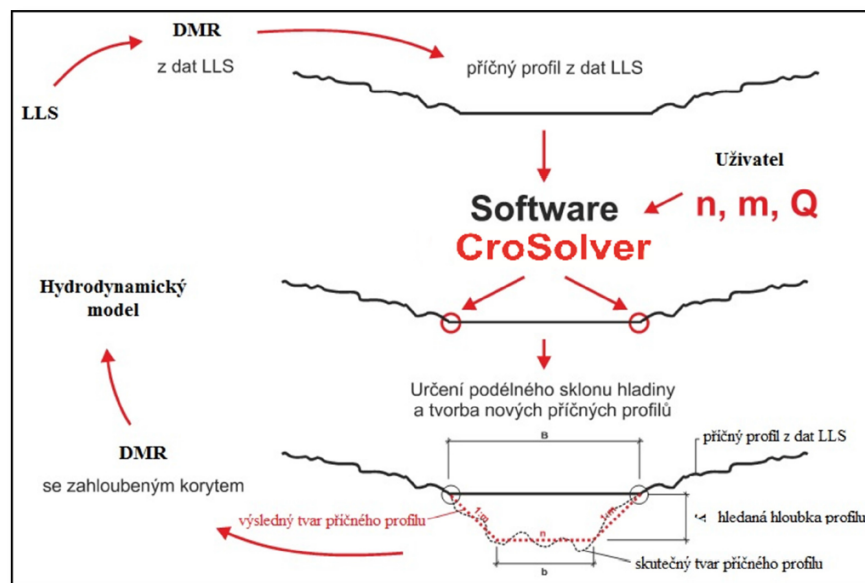 DMR
z dat LLS
LLS
příčný profil z dat LLS
Uživatel
n, m, Q
Software
CroSolver
Hydrodynamický
model
Určení podélného sklonu hladiny
a tvorba nových příčných profilů
DMR
se zahloubeným korytem
B
příčný profil z dat LLS
výsledný tvar příčného profilu
1:m
1:m
n
hledaná hloubka profilu
b
skutečný tvar příčného profilu